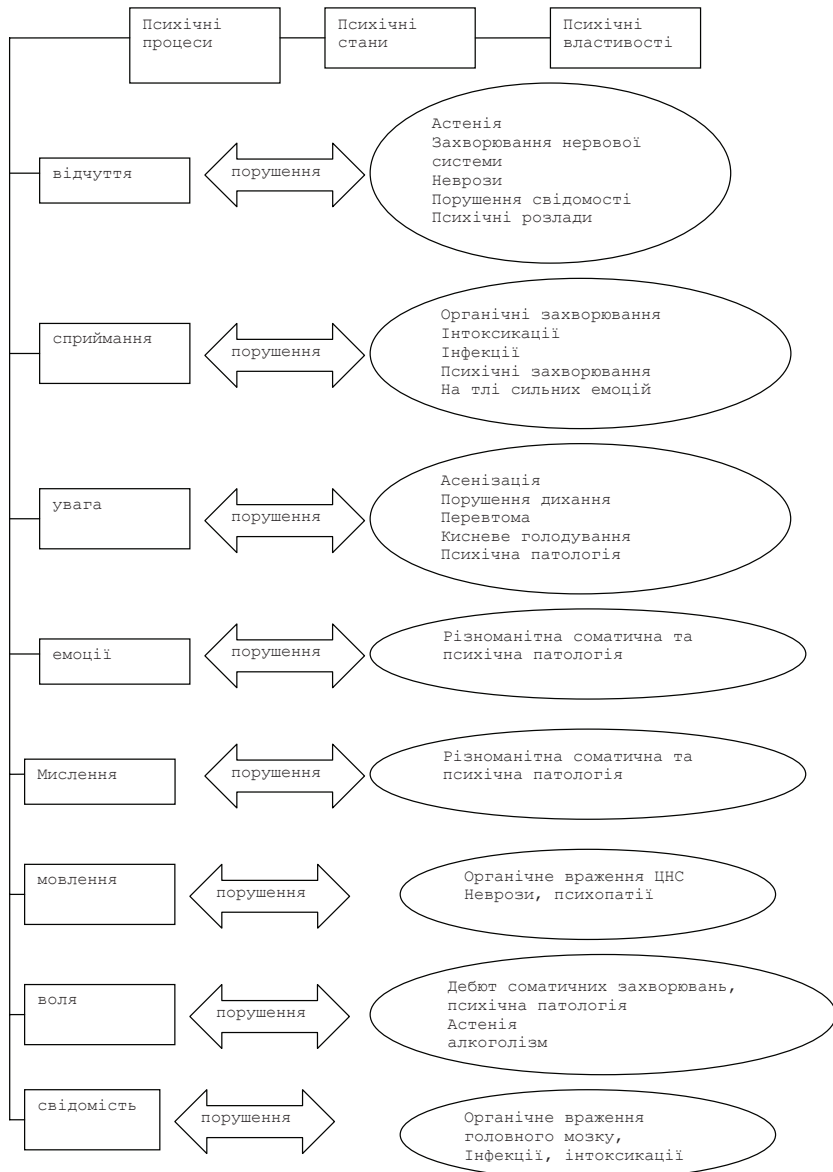 Психічні
процеси
Психічні
стани
Психічні
властивості
відчуття
порушення
Астенія
Захворювання нервової
системи
Неврози
Порушення свідомості
Психічні розлади
сприймання
порушення
Органічні захворювання
Інтоксикації
Інфекції
Психічні захворювання
На тлі сильних емоцій
увага
порушення
Асенізація
Порушення дихання
Перевтома
Кисневе голодування
Психічна патологія
емоції
порушення
Різноманітна соматична та
психічна патологія
Мислення
порушення
Різноманітна соматична та
психічна патологія
мовлення
порушення
Органічне враження ЦНС
Неврози, психопатії
воля
порушення
Дебют соматичних захворювань,
психічна патологія
Астенія
алкоголізм
свідомість
порушення
Органічне враження
головного мозку,
Інфекції, інтоксикації